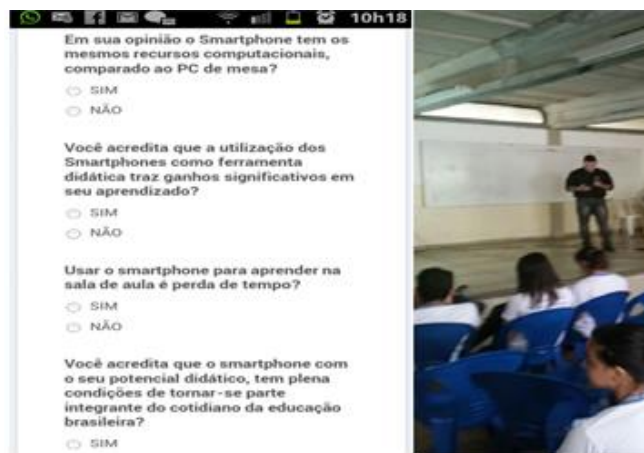 10h18
Em sua opinião o Smartphone tem os
mesmos recursos computacionais,
comparado ao PC de mesa?
SIM
NÃO
Você acredita que a utilização dos
Smartphones como ferramenta
didática traz ganhos significativos em
seu aprendizado?
SIM
NÃO
Usar o smartphone para aprender na
sala de aula é perda de tempo?
SIM
NÃO
Você acredita que o smartphone com
o seu potencial didático, tem plena
condições de tornar-se parte
integrante do cotidiano da educação
brasileira?
SIM